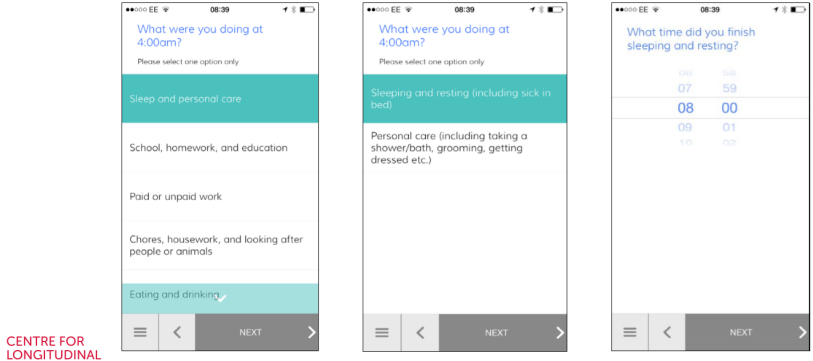 EE 08:39
What were you doing at
4:00am?
Please select one option only
Sleep and personal care
School, homework, and education
Paid or unpaid work
Chores, housework, and looking after
people or animals
Eating and drinking
NEXT
EE 08:39
What were you doing at
4:00am?
Please select one option only
Sleeping and resting (including sick in
bed)
Personal care (including taking a
shower/bath, grooming, getting
dressed etc.)
NEXT
EE 08:39
What time did you finish
sleeping and resting?
06 58
07 59
08 00
09 01
10 02
NEXT
CENTRE FOR
LONGITUDINAL